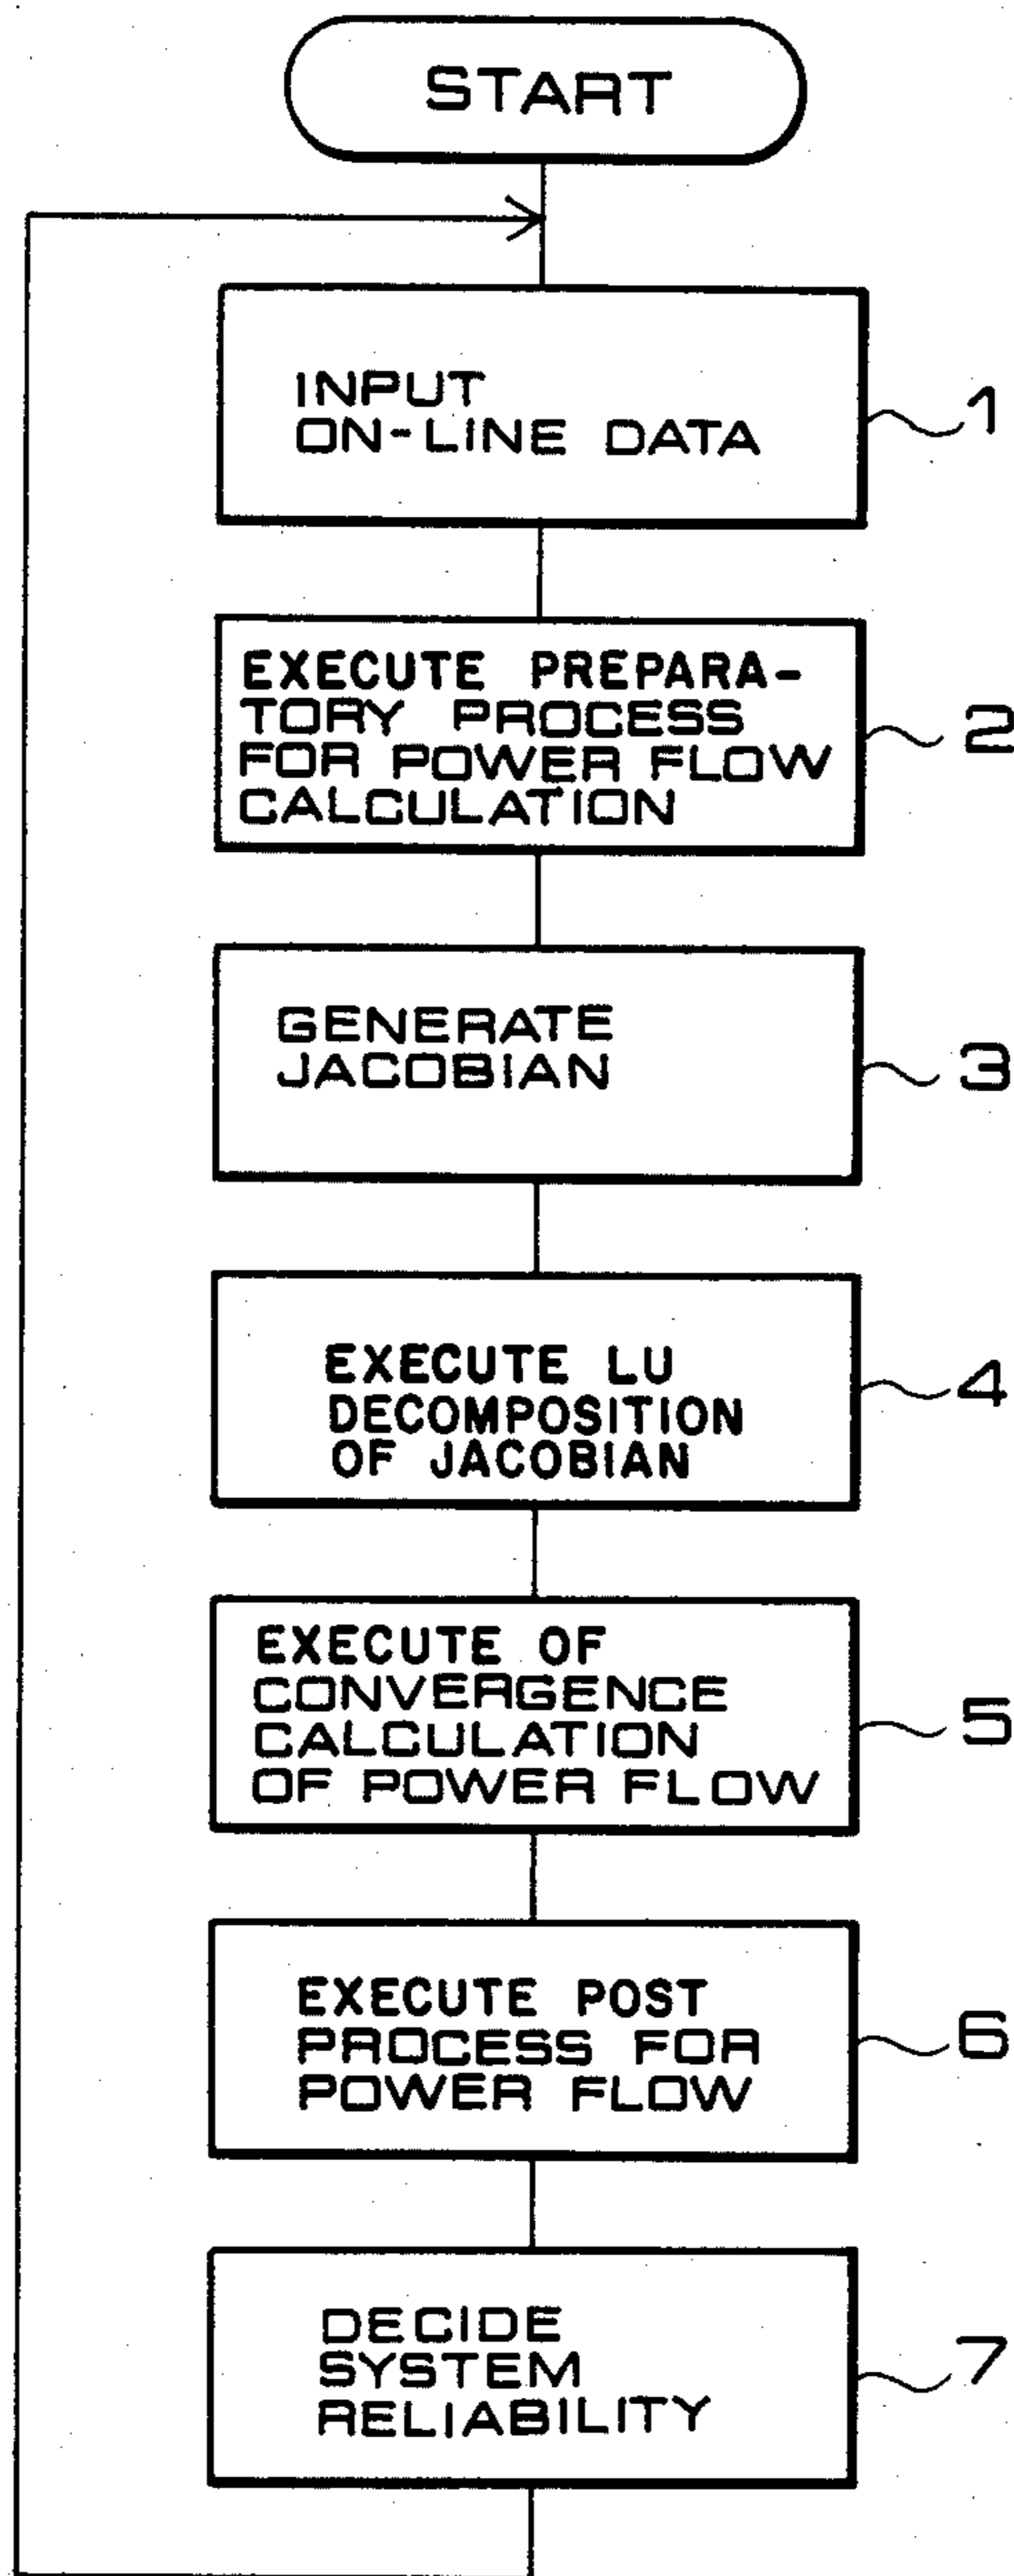 START
INPUT
ON-LINE DATA
1
EXECUTE PREPARA-
TORY PROCESS
FOR POWER FLOW
CALCULATION
2
GENERATE
JACOBIAN
3
EXECUTE LU
DECOMPOSITION
OF JACOBIAN
4
EXECUTE OF
CONVERGENCE
CALCULATION
OF POWER FLOW
5
EXECUTE POST
PROCESS FOR
POWER FLOW
6
DECIDE
SYSTEM
RELIABILITY
7